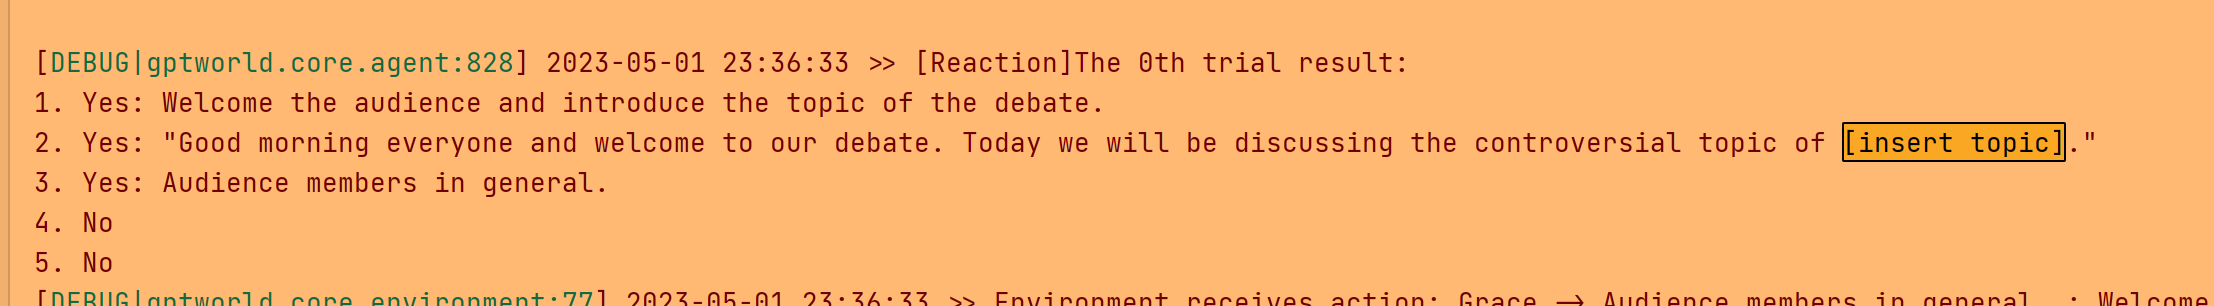 [DEBUG|gptworld.core.agent:828] 2023-05-01 23:36:33 >> [Reaction]The 0th trial result:
1. Yes: Welcome the audience and introduce the topic of the debate.
2. Yes: "Good morning everyone and welcome to our debate. Today we will be discussing the controversial topic of [insert topic]."
3. Yes: Audience members in general.
4. No
5. No
[DEBUG|gptworld.core.environment:77] 2023-05-01 23:36:33 >> Environment receives action: Grace -> Audience members in general. : Welcome